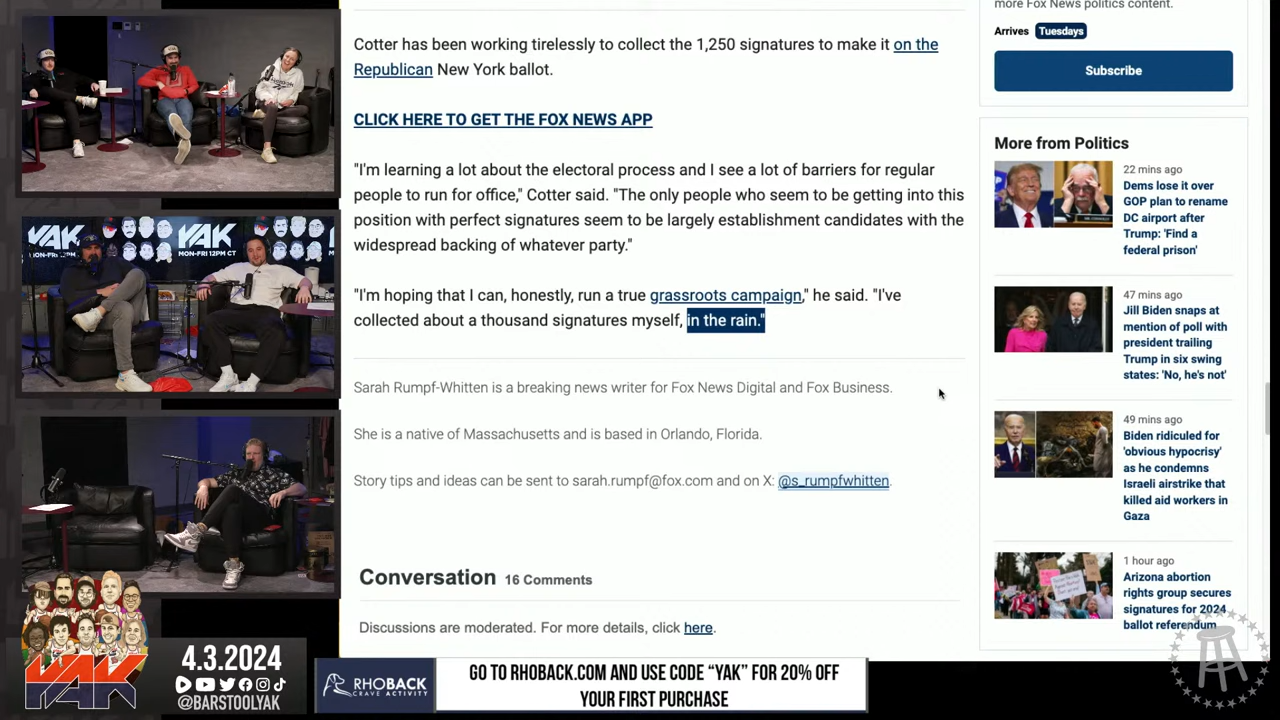 Cotter has been working tirelessly to collect the 1,250 signatures to make it on the
Republican New York ballot.
CLICK HERE TO GET THE FOX NEWS APP
"I'm learning a lot about the electoral process and I see a lot of barriers for regular
people to run for office," Cotter said. "The only people who seem to be getting into this
position with perfect signatures seem to be largely establishment candidates with the
widespread backing of whatever party."
"I'm hoping that I can, honestly, run a true grassroots campaign," he said. "I've
collected about a thousand signatures myself, in the rain."
Sarah Rumpf-Whitten is a breaking news writer for Fox News Digital and Fox Business.
She is a native of Massachusetts and is based in Orlando, Florida.
Story tips and ideas can be sent to sarah.rumpf@fox.com and on X: @s_rumpfwhitten.
Conversation 16 Comments
Discussions are moderated. For more details, click here.
more Fox News politics content.
Arrives Tuesdays
Subscribe
More from Politics
22 mins ago
Dems lose it over
GOP plan to rename
DC airport after
Trump: 'Find a
federal prison'
47 mins ago
Jill Biden snaps at
mention of poll with
president trailing
Trump in six swing
states: 'No, he's not'
49 mins ago
Biden ridiculed for
'obvious hypocrisy'
as he condemns
Israeli airstrike that
killed aid workers in
Gaza
1 hour ago
Arizona abortion
rights group secures
signatures for 2024
ballot referendum
YAK
YAK
MON-FRI 12PM CT
YAK
4.3.2024
@BARSTOOLYAK
RHOBACK
CRAVE ACTIVITY
GO TO RHOBACK.COM AND USE CODE “YAK” FOR 20% OFF
YOUR FIRST PURCHASE